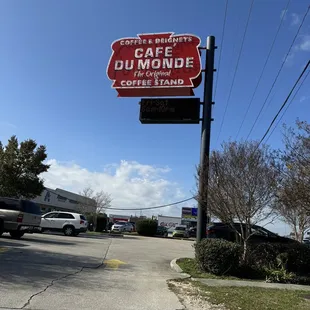 COFFEE & BEIGNETS
CAFE
DU MONDE
The Original
COFFEE STAND